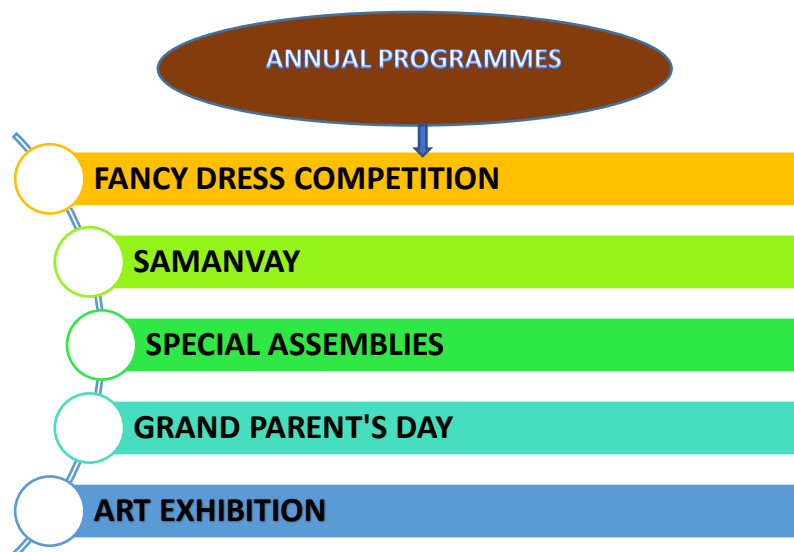 ANNUAL PROGRAMMES
FANCY DRESS COMPETITION
SAMANVAY
SPECIAL ASSEMBLIES
GRAND PARENT'S DAY
ART EXHIBITION